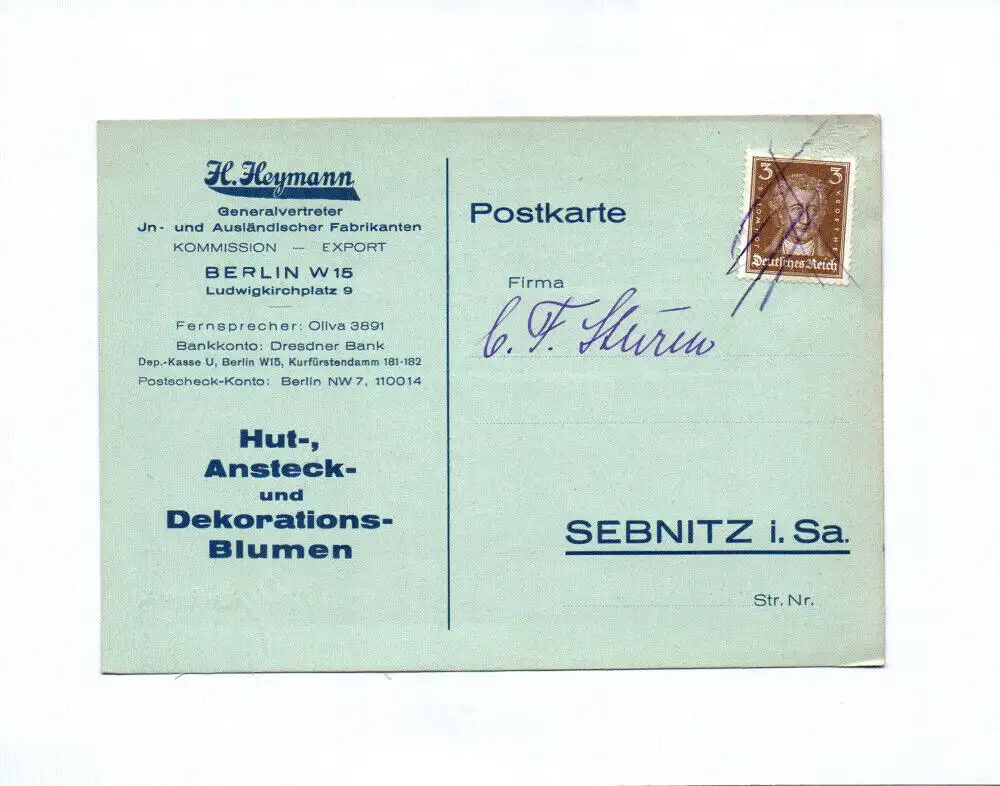 H. Heymann
Generalvertreter
Jn- und Ausländischer Fabrikanten
KOMMISSION — EXPORT
BERLIN W 15
Ludwigkirchplatz 9
Fernsprecher: Oliva 3891
Bankkonto: Dresdner Bank
Dep.-Kasse U, Berlin W15, Kurfürstendamm 181-182
Postscheck-Konto: Berlin NW 7, 110014
Hut-,
Ansteck-
und
Dekorations-
Blumen
Postkarte
3 3
Deutsches Reich
Firma
C. F.
SEBNITZ i. Sa.
Str. Nr.